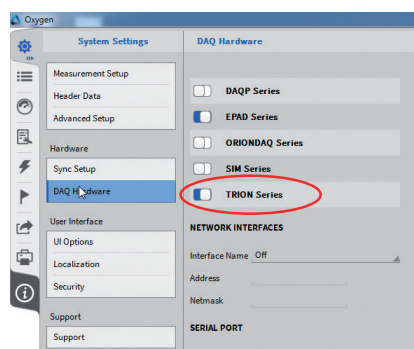 Oxygen
System Settings
DAQ Hardware
Measurement Setup
Header Data
Advanced Setup
Hardware
Sync Setup
DAQ Hardware
User Interface
UI Options
Localization
Security
Support
Support
DAQP Series
EPAD Series
ORIONDAQ Series
SIM Series
TRION Series
NETWORK INTERFACES
Interface Name Off
Address
Netmask
SERIAL PORT